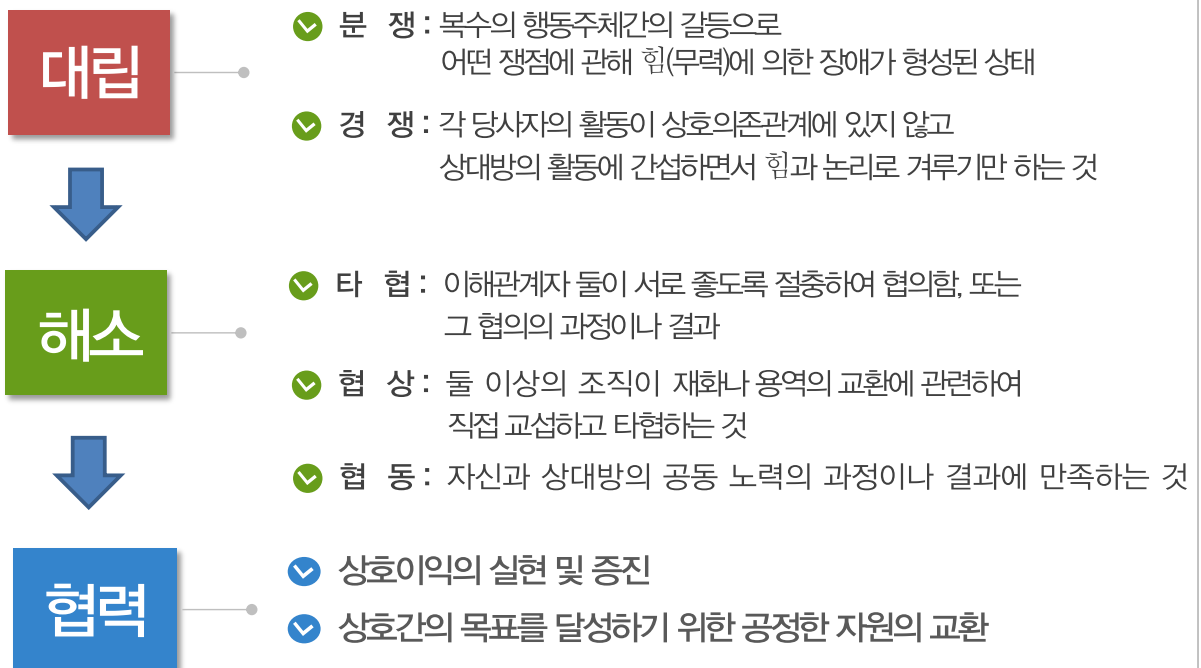 대립
분 쟁 : 복수의 행동주체간의 갈등으로
어떤 쟁점에 관해 힘(무력)에 의한 장애가 형성된 상태
경 쟁 : 각 당사자의 활동이 상호의존관계에 있지 않고
상대방의 활동에 간섭하면서 힘과 논리로 겨루기만 하는 것
해소
타 협 : 이해관계자 둘이 서로 좋도록 절충하여 협의함, 또는
그 협의의 과정이나 결과
협 상 : 둘 이상의 조직이 재화나 용역의 교환에 관련하여
직접 교섭하고 타협하는 것
협 동 : 자신과 상대방의 공동 노력의 과정이나 결과에 만족하는 것
협력
상호이익의 실현 및 증진
상호간의 목표를 달성하기 위한 공정한 자원의 교환